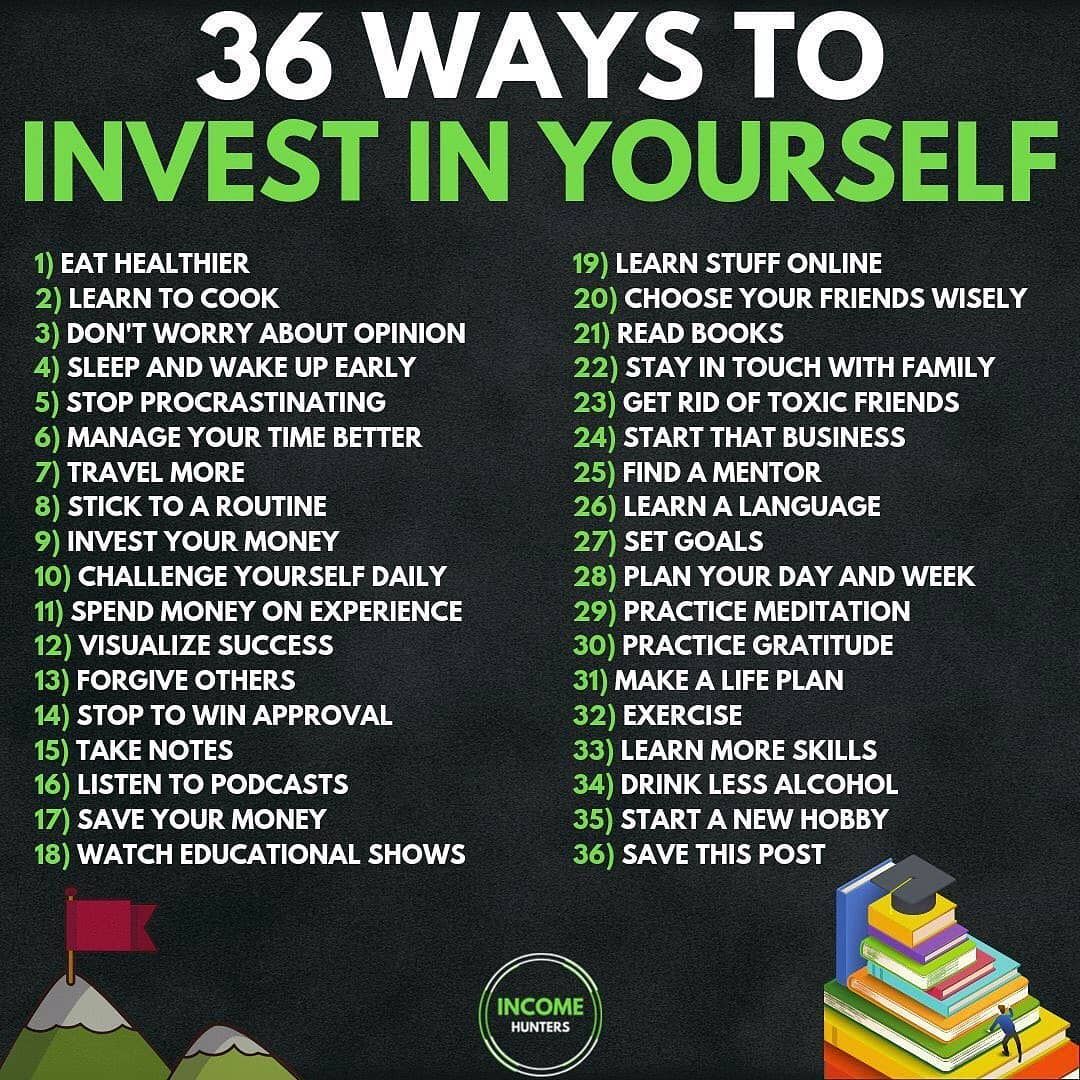 36 WAYS TO
INVEST IN YOURSELF
1) EAT HEALTHIER
2) LEARN TO COOK
3) DON'T WORRY ABOUT OPINION
4) SLEEP AND WAKE UP EARLY
5) STOP PROCRASTINATING
6) MANAGE YOUR TIME BETTER
7) TRAVEL MORE
8) STICK TO A ROUTINE
9) INVEST YOUR MONEY
10) CHALLENGE YOURSELF DAILY
11) SPEND MONEY ON EXPERIENCE
12) VISUALIZE SUCCESS
13) FORGIVE OTHERS
14) STOP TO WIN APPROVAL
15) TAKE NOTES
16) LISTEN TO PODCASTS
17) SAVE YOUR MONEY
18) WATCH EDUCATIONAL SHOWS
19) LEARN STUFF ONLINE
20) CHOOSE YOUR FRIENDS WISELY
21) READ BOOKS
22) STAY IN TOUCH WITH FAMILY
23) GET RID OF TOXIC FRIENDS
24) START THAT BUSINESS
25) FIND A MENTOR
26) LEARN A LANGUAGE
27) SET GOALS
28) PLAN YOUR DAY AND WEEK
29) PRACTICE MEDITATION
30) PRACTICE GRATITUDE
31) MAKE A LIFE PLAN
32) EXERCISE
33) LEARN MORE SKILLS
34) DRINK LESS ALCOHOL
35) START A NEW HOBBY
36) SAVE THIS POST
INCOME
HUNTERS